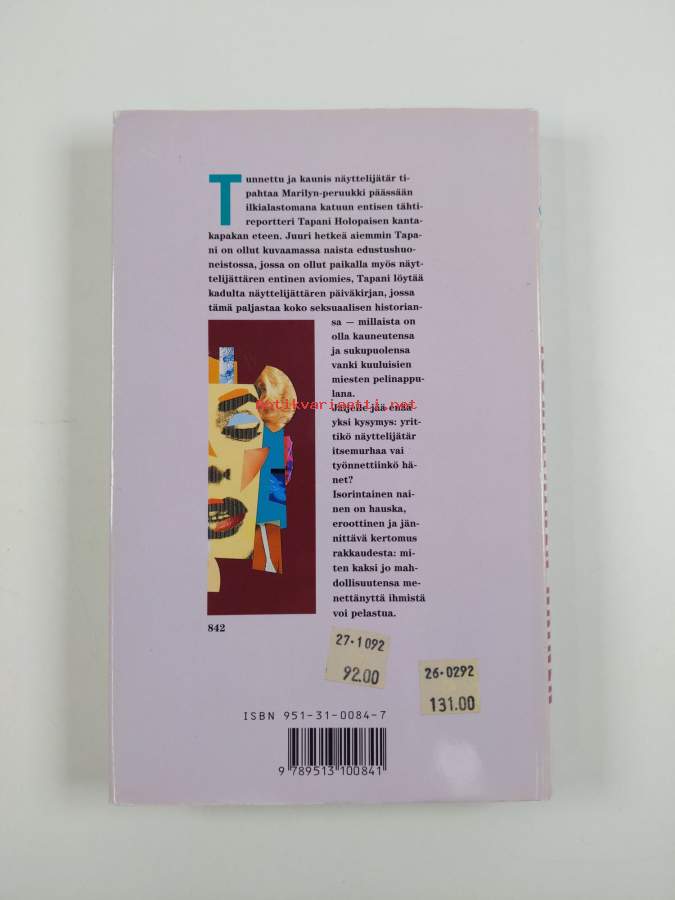 Tunnettu ja kaunis näyttelijätär ti-
pahtaa Marilyn-peruukki päässään
ilkialastomana katuun entisen tähti-
reportteri Tapani Holopaisen kanta-
kapakan eteen. Juuri hetkeä aiemmin Tapa-
ni on ollut kuvaamassa naista edustushuo-
neistossa, jossa on ollut paikalla myös näyt-
telijättären entinen aviomies, Tapani löytää
kadulta näyttelijättären päiväkirjan, jossa
tämä paljastaa koko seksuaalisen historian-
sa — millaista on
olla kauneutensa
ja sukupuolensa
vanki kuuluisien
miesten pelinappu-
lana.
antikvariaatti.net
Jäljelle jää enää
yksi kysymys: yrit-
tikö näyttelijätär
itsemurhaa vai
työnnettiinkö hä-
net?
Isorintainen nai-
nen on hauska,
eroottinen ja jän-
nittävä kertomus
rakkaudesta: mi-
ten kaksi jo mah-
dollisuutensa me-
nettänyttä ihmistä
voi pelastua.
842
27·1092
92.00
26·0292
131.00
ISBN 951-31-0084-7
9 789513 100841